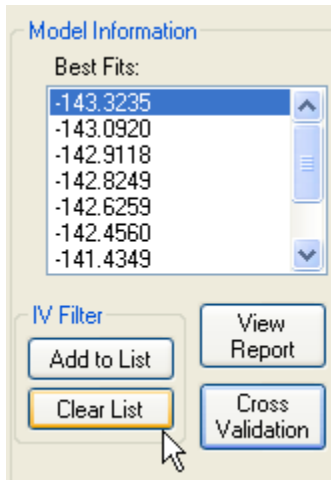 Model Information
Best Fits:
-143.3235
-143.0920
-142.9118
-142.8249
-142.6259
-142.4560
-141.4349
IV Filter
Add to List
Clear List
View
Report
Cross
Validation